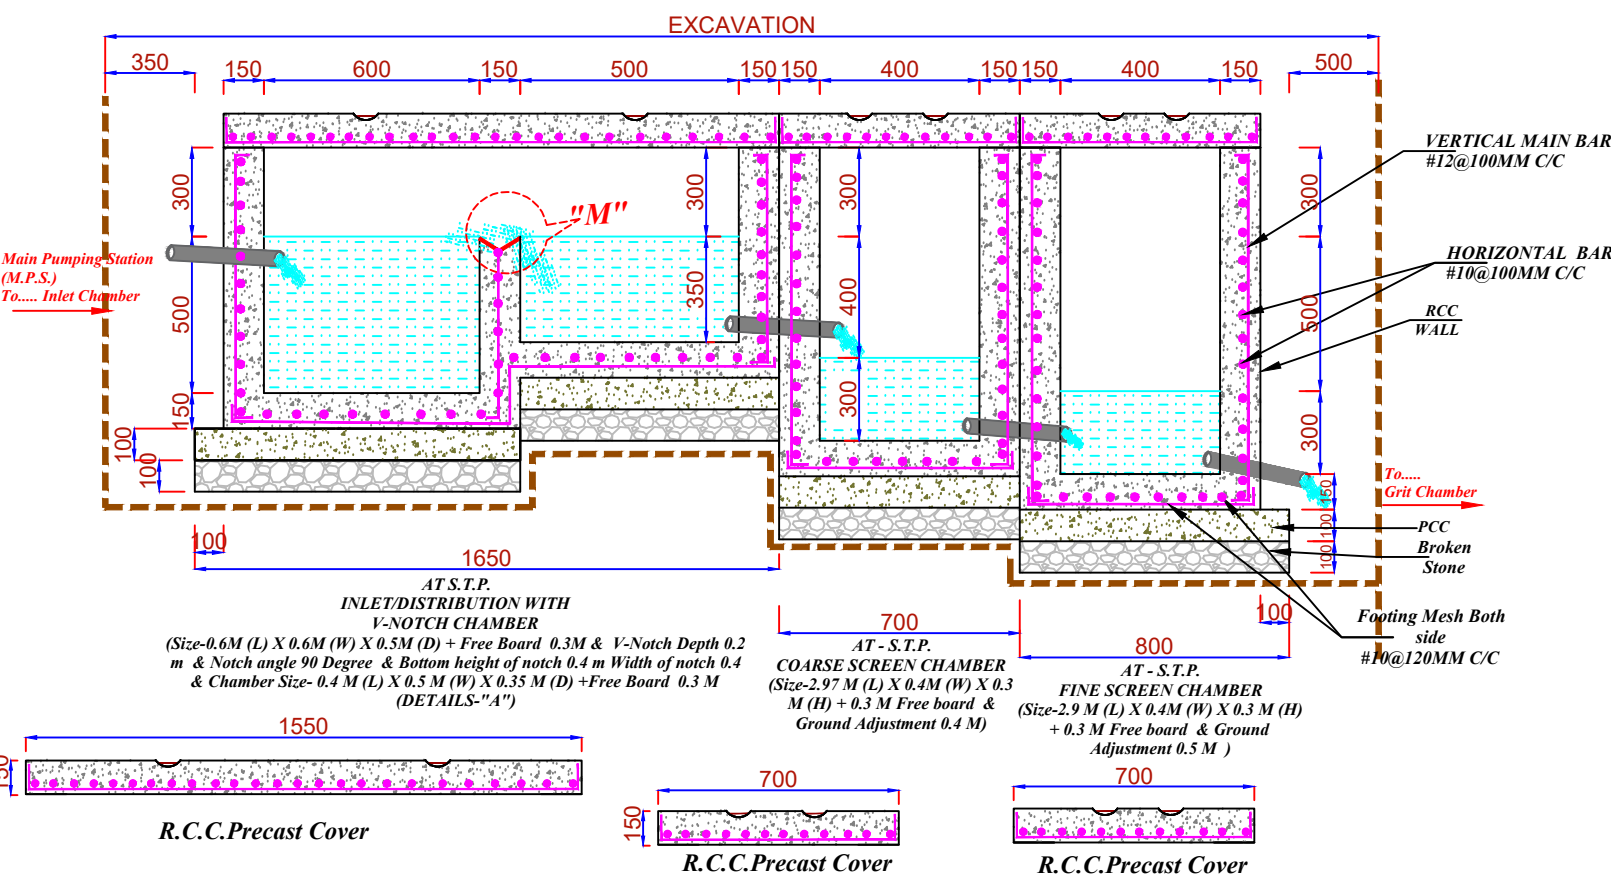 EXCAVATION
350
150
600
150
500
150
150
400
150
150
400
150
500
VERTICAL MAIN BAR
#12@100MM C/C
300
300
300
300
"M"
Main Pumping Station
(M.P.S.)
To..... Inlet Chamber
HORIZONTAL BAR
#10@100MM C/C
500
350
400
500
RCC
WALL
150
300
300
100
100
To.....
Grit Chamber
150
100
100
PCC
Broken
Stone
100
1650
AT S.T.P.
INLET/DISTRIBUTION WITH
V-NOTCH CHAMBER
(Size-0.6M (L) X 0.6M (W) X 0.5M (D) + Free Board 0.3M & V-Notch Depth 0.2
m & Notch angle 90 Degree & Bottom height of notch 0.4 m Width of notch 0.4
& Chamber Size- 0.4 M (L) X 0.5 M (W) X 0.35 M (D) +Free Board 0.3 M
(DETAILS-"A")
700
AT - S.T.P.
COARSE SCREEN CHAMBER
(Size-2.97 M (L) X 0.4M (W) X 0.3
M (H) + 0.3 M Free board &
Ground Adjustment 0.4 M)
100
800
AT - S.T.P.
FINE SCREEN CHAMBER
(Size-2.9 M (L) X 0.4M (W) X 0.3 M (H)
+ 0.3 M Free board & Ground
Adjustment 0.5 M )
Footing Mesh Both
side
#10@120MM C/C
1550
150
R.C.C.Precast Cover
700
150
R.C.C.Precast Cover
700
R.C.C.Precast Cover